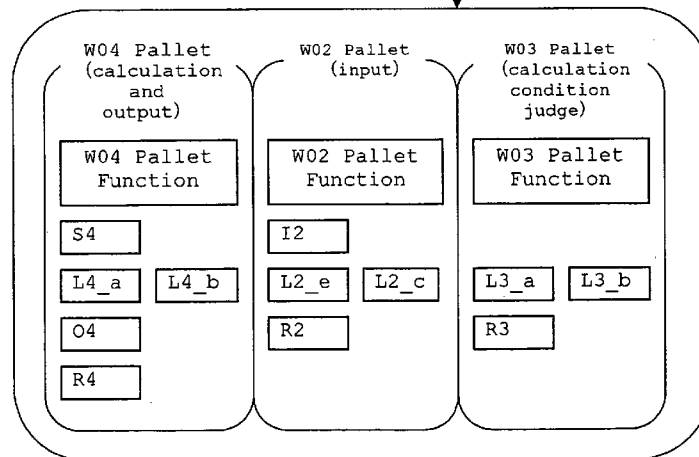 W04 Pallet
(calculation
and
output)
W02 Pallet
(input)
W03 Pallet
(calculation
condition
judge)
W04 Pallet
Function
W02 Pallet
Function
W03 Pallet
Function
S4
I2
L4_a L4_b
L2_e L2_c
L3_a L3_b
O4
R2
R3
R4